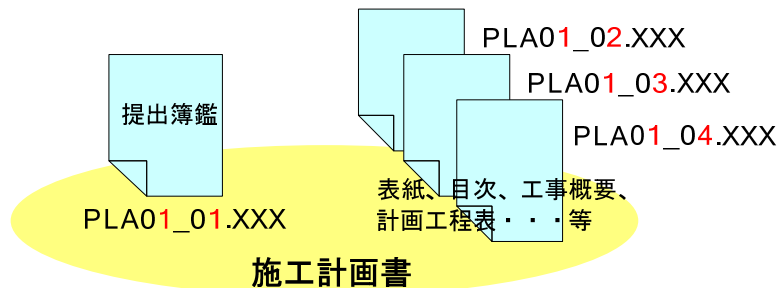 提出簿鑑
PLA01_01.XXX
PLA01_02.XXX
PLA01_03.XXX
PLA01_04.XXX
表紙、目次、工事概要、
計画工程表・・・等
施工計画書